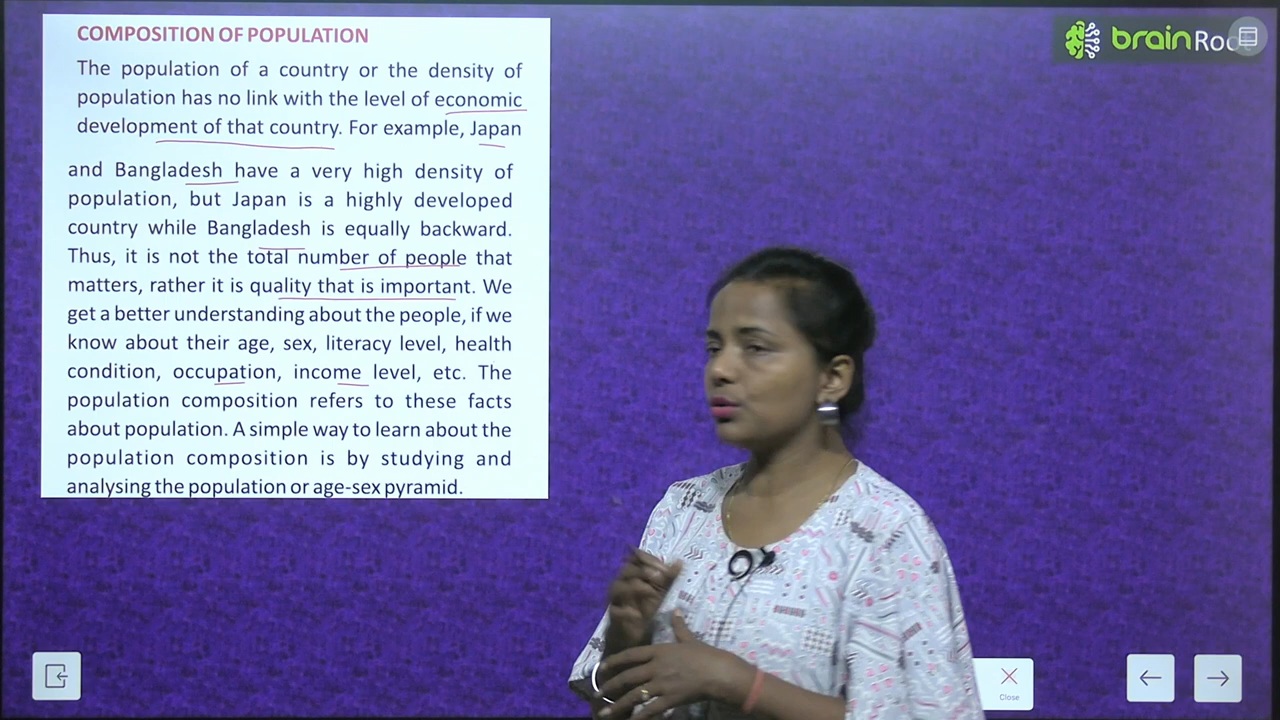 COMPOSITION OF POPULATION
The population of a country or the density of
population has no link with the level of economic
development of that country. For example, Japan
and Bangladesh have a very high density of
population, but Japan is a highly developed
country while Bangladesh is equally backward.
Thus, it is not the total number of people that
matters, rather it is quality that is important. We
get a better understanding about the people, if we
know about their age, sex, literacy level, health
condition, occupation, income level, etc. The
population composition refers to these facts
about population. A simple way to learn about the
population composition is by studying and
analysing the population or age-sex pyramid.
brainRoo
Close